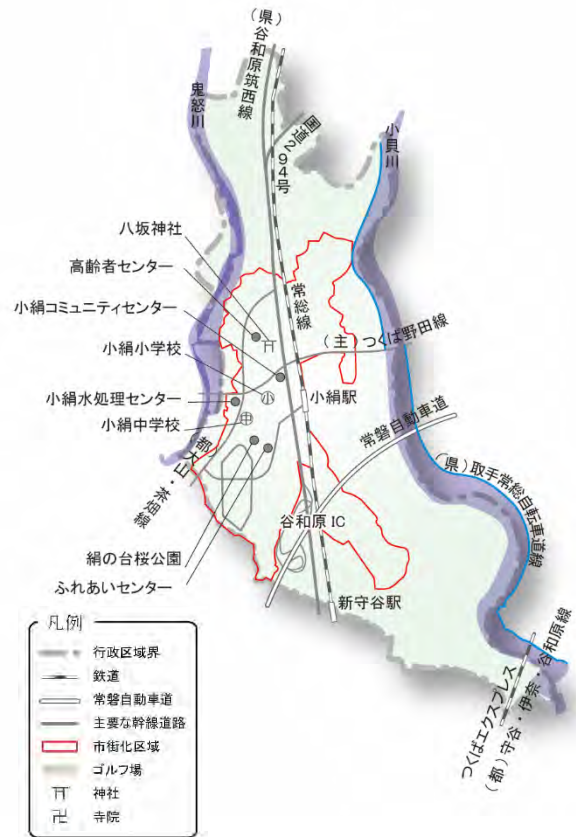 (県)谷和原筑西線
鬼怒川
国道294号
小貝川
八坂神社
高齢者センター
小絹コミュニティセンター
常総線
(主)つくば野田線
小絹小学校
小絹水処理センター
小絹駅
小絹中学校
常磐自動車道
(都)大山・茶畑線
(県)取手常総自転車道線
谷和原IC
絹の台桜公園
ふれあいセンター
新守谷駅
つくばエクスプレス
(都)守谷・伊奈・谷和原線
凡例
行政区域界
鉄道
常磐自動車道
主要な幹線道路
市街化区域
ゴルフ場
神社
寺院